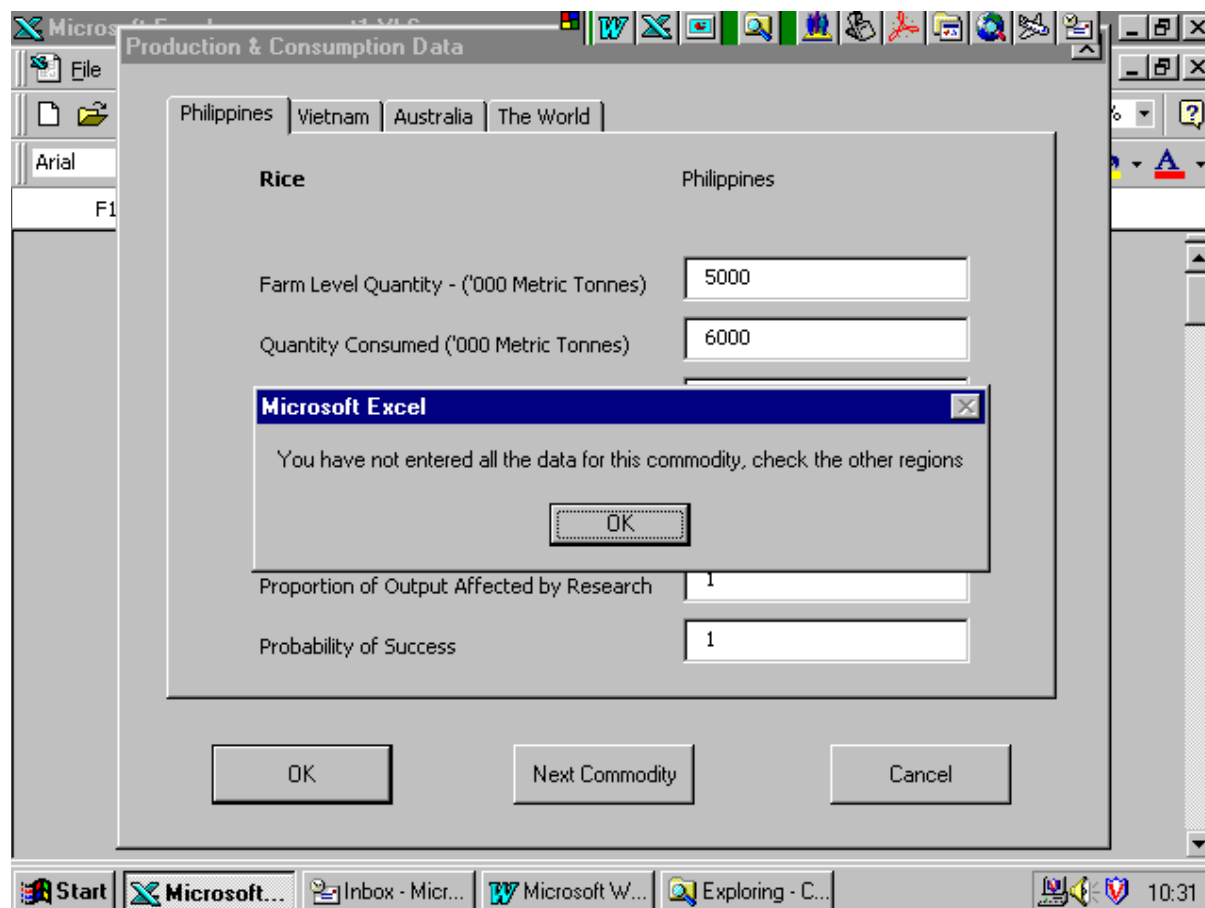 Micros
t1.XLS
Production & Consumption Data
File
Philippines Vietnam Australia The World
Arial
%
A
Rice Philippines
F1
Farm Level Quantity - ('000 Metric Tonnes) 5000
Quantity Consumed ('000 Metric Tonnes) 6000
Microsoft Excel
You have not entered all the data for this commodity, check the other regions
OK
Proportion of Output Affected by Research 1
Probability of Success 1
OK Next Commodity Cancel
Start Microsoft... Inbox - Micr... Microsoft W... Exploring - C... 10:31